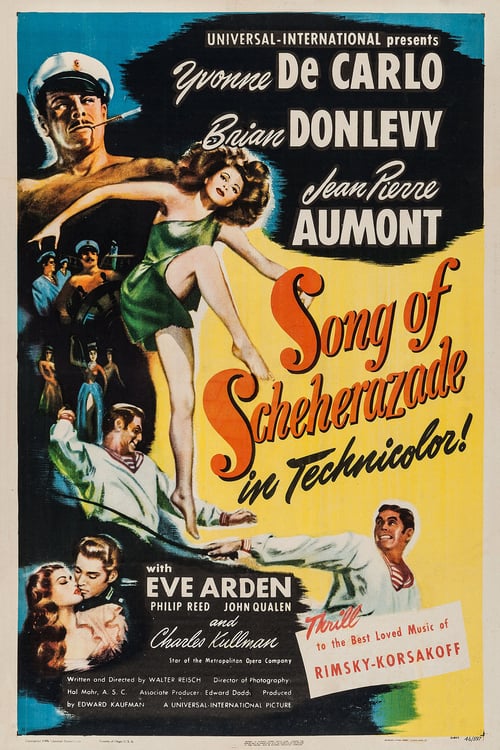 UNIVERSAL-INTERNATIONAL presents
Yvonne DE CARLO
Brian DONLEVY
Jean Pierre
AUMONT
Song of
Scheherazade
in Technicolor!
with
EVE ARDEN
PHILIP REED JOHN QUALEN
and
Charles Kullman
Star of the Metropolitan Opera Company
Thrill
to the Best Loved Music of
RIMSKY-KORSAKOFF
Written and Directed by WALTER REISCH Director of Photography:
Hal Mohr, A. S. C. Associate Producer: Edward Dodds Produced
by EDWARD KAUFMAN A UNIVERSAL-INTERNATIONAL PICTURE